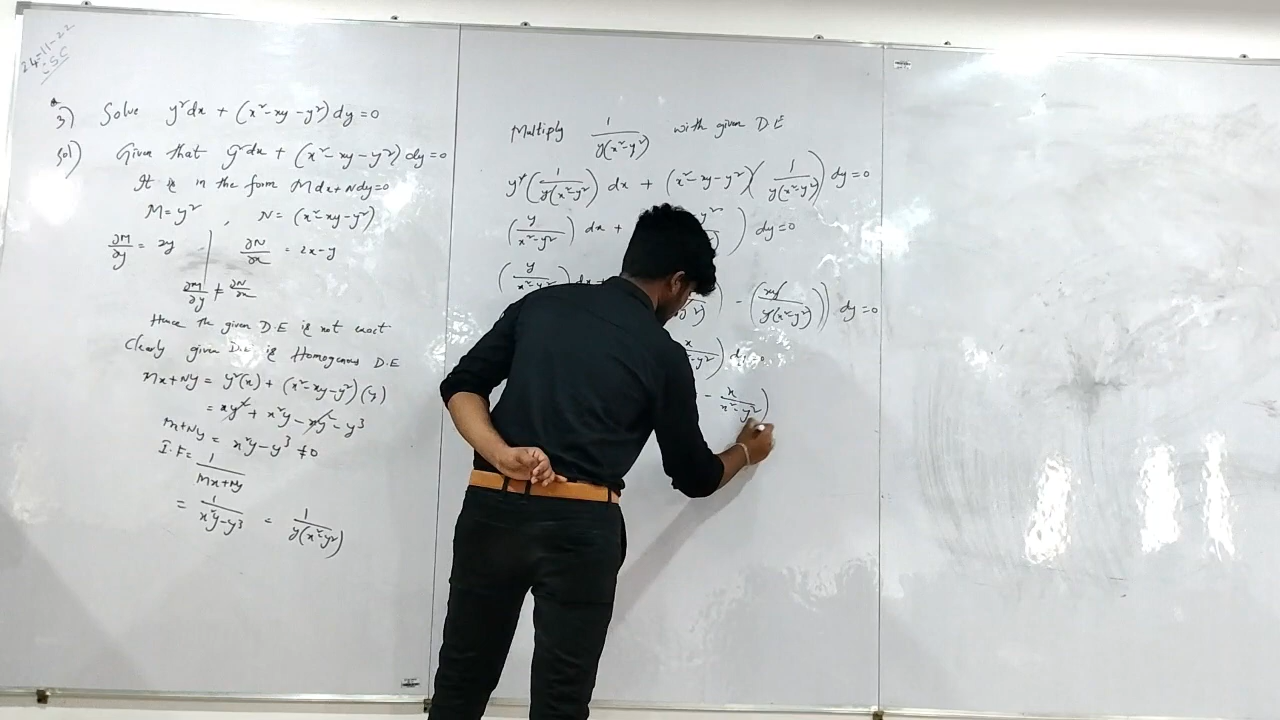 24-11-22
CSC
3) Solve y²dx + (x²-xy-y²)dy=0
Sol) Given that y²dx + (x²-xy-y²)dy=0
It is in the form Mdx+Ndy=0
M=y² , N=(x²-xy-y²)
∂M/∂y = 2y | ∂N/∂x = 2x-y
∂M/∂y ≠ ∂N/∂x
Hence the given D.E is not exact
Clearly given D.E is Homogenous D.E
Mx+Ny = y²(x) + (x²-xy-y²)(y)
= xy² + x²y - xy² - y³
Mx+Ny = x²y-y³ ≠0
I.F= 1/(Mx+Ny)
= 1/(x²y-y³) = 1/(y(x²-y²))
Multiply 1/(y(x²-y²)) with given D.E
y²(1/(y(x²-y²))) dx + (x²-xy-y²)(1/(y(x²-y²))) dy=0
(y/(x²-y²)) dx + ) dy=0
(y/(x²-y²)) dx - (xy/(y(x²-y²)))) dy=0
) dy=0
- x/(x²-y²))